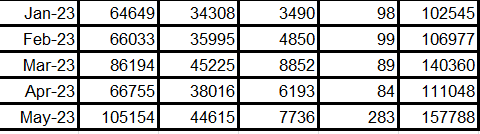 Jan-23 64649 34308 3490 98 102545
Feb-23 66033 35995 4850 99 106977
Mar-23 86194 45225 8852 89 140360
Apr-23 66755 38016 6193 84 111048
May-23 105154 44615 7736 283 157788